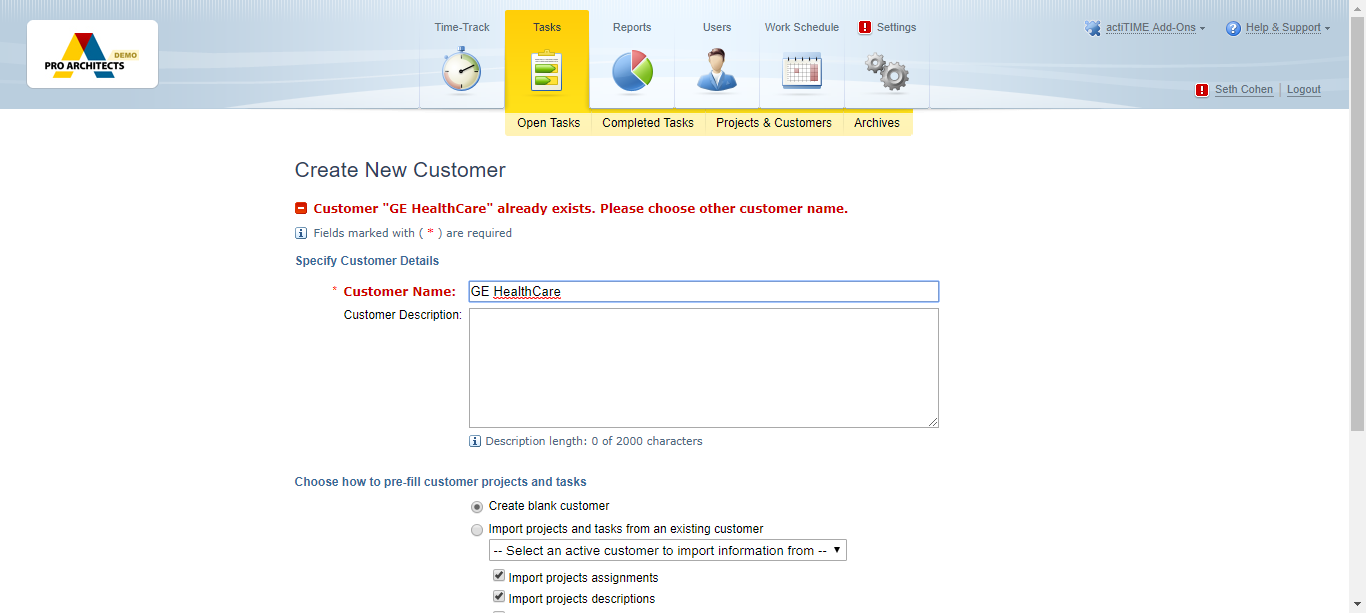 PRO ARCHITECTS DEMO
Time-Track Tasks Reports Users Work Schedule ! Settings actiTIME Add-Ons ? Help & Support
! Seth Cohen Logout
Open Tasks Completed Tasks Projects & Customers Archives
Create New Customer
Customer "GE HealthCare" already exists. Please choose other customer name.
i Fields marked with ( * ) are required
Specify Customer Details
* Customer Name: GE HealthCare
Customer Description:
i Description length: 0 of 2000 characters
Choose how to pre-fill customer projects and tasks
Create blank customer
Import projects and tasks from an existing customer
-- Select an active customer to import information from --
Import projects assignments
Import projects descriptions